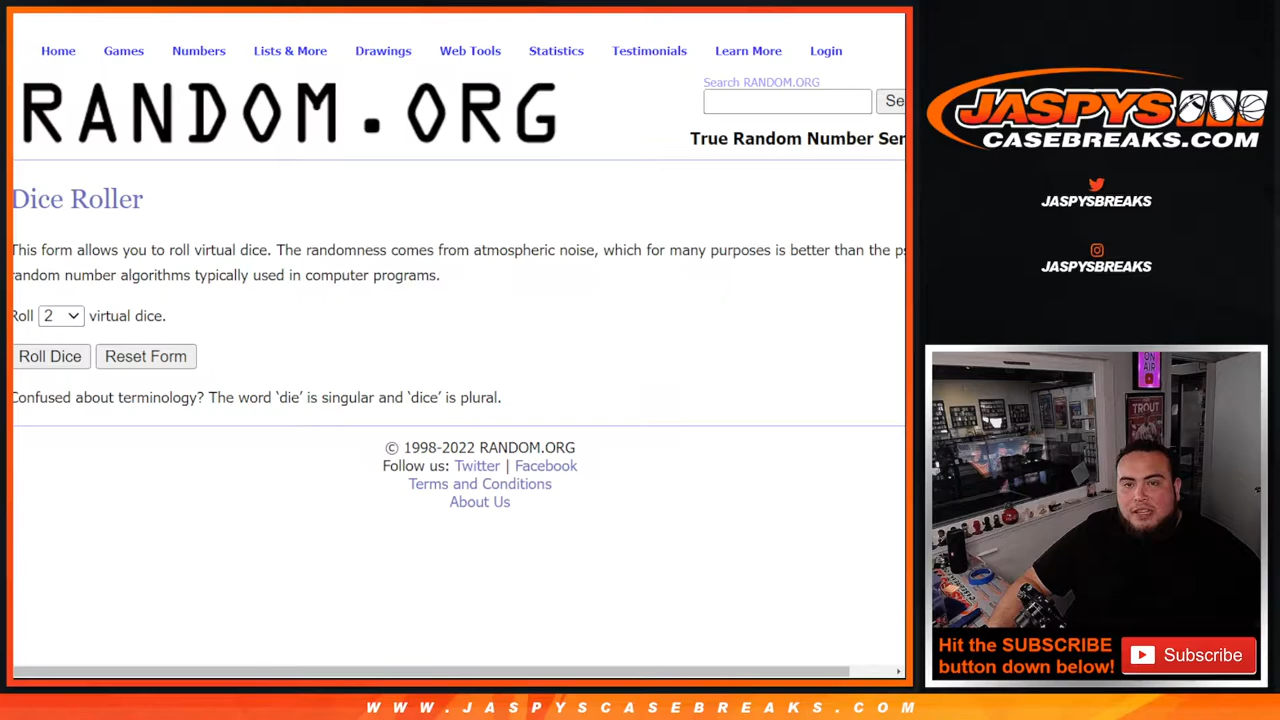 Home Games Numbers Lists & More Drawings Web Tools Statistics Testimonials Learn More Login
RANDOM.ORG
Search RANDOM.ORG
Se
True Random Number Ser
Dice Roller
This form allows you to roll virtual dice. The randomness comes from atmospheric noise, which for many purposes is better than the ps
random number algorithms typically used in computer programs.
Roll 2 virtual dice.
Roll Dice Reset Form
Confused about terminology? The word ‘die’ is singular and ‘dice’ is plural.
© 1998-2022 RANDOM.ORG
Follow us: Twitter | Facebook
Terms and Conditions
About Us
JASPYS
CASEBREAKS.COM
JASPYSBREAKS
JASPYSBREAKS
ON
AIR
TROUT
Hit the SUBSCRIBE
button down below!
Subscribe
WWW.JASPYSCASEBREAKS.COM